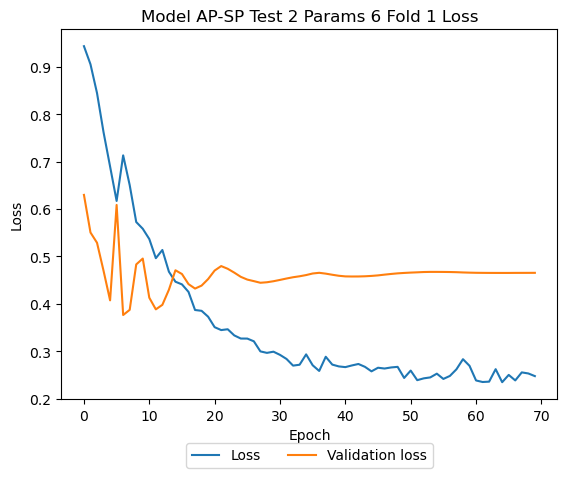 Model AP-SP Test 2 Params 6 Fold 1 Loss
0.9
0.8
0.7
0.6
0.5
0.4
0.3
0.2
Loss
0 10 20 30 40 50 60 70
Epoch
Loss Validation loss